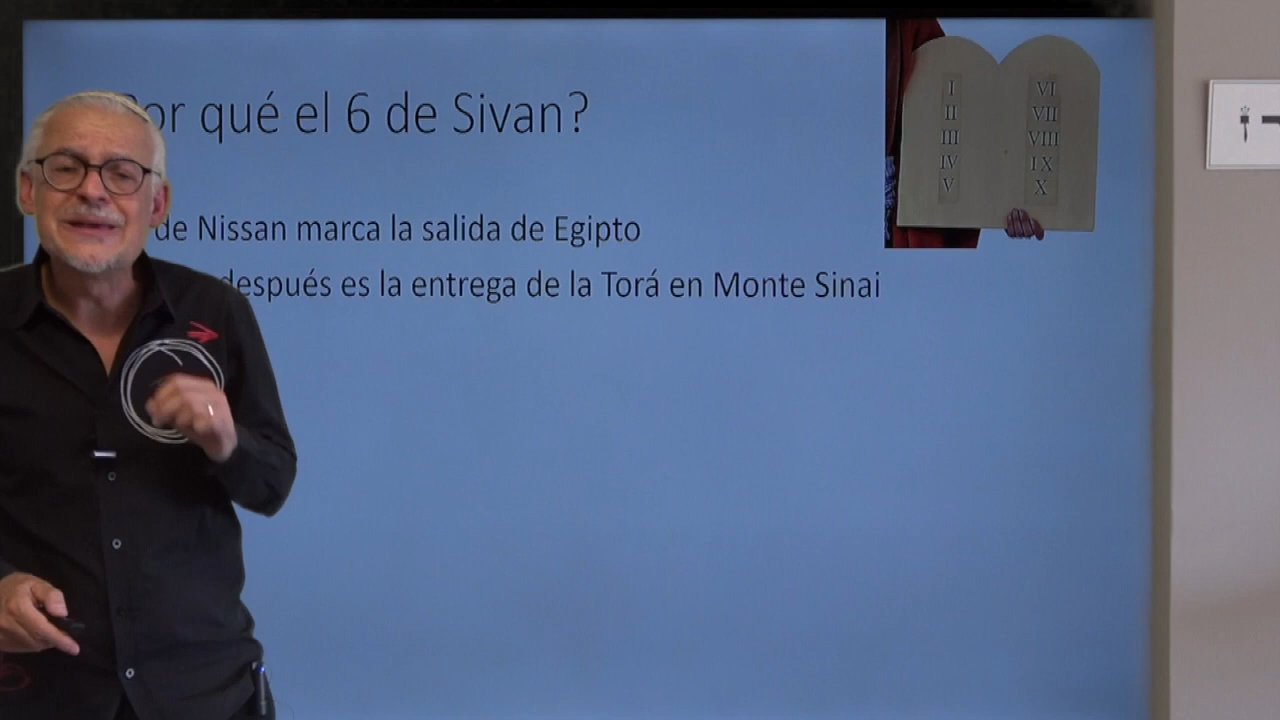 or qué el 6 de Sivan?
de Nissan marca la salida de Egipto
después es la entrega de la Torá en Monte Sinai
I VI
II VII
III VIII
IV IX
V X